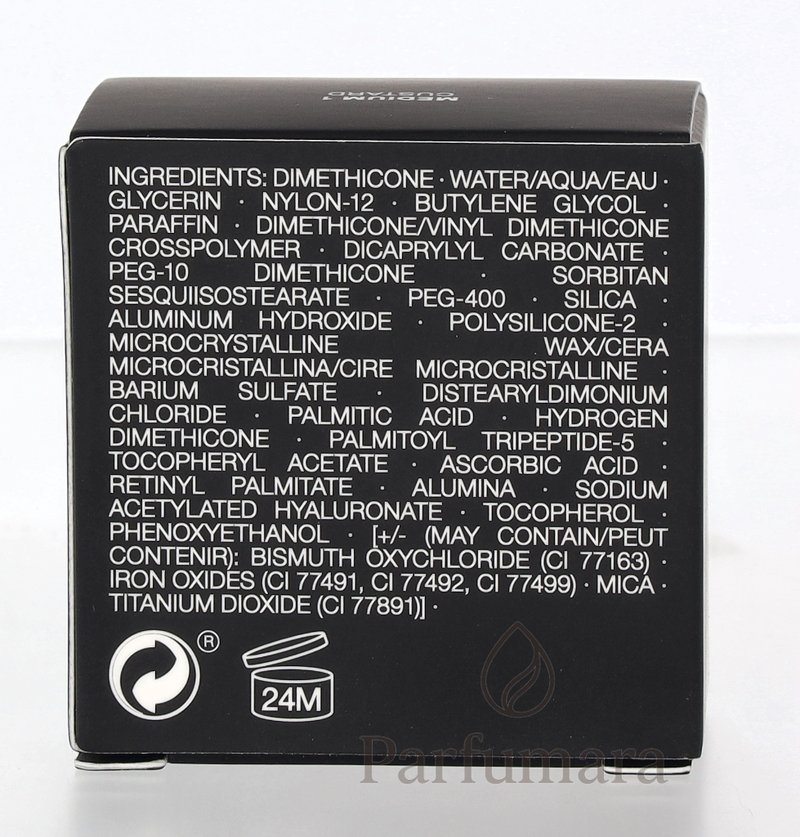 MEDIUM 1
CUSTARD
INGREDIENTS: DIMETHICONE · WATER/AQUA/EAU ·
GLYCERIN · NYLON-12 · BUTYLENE GLYCOL ·
PARAFFIN · DIMETHICONE/VINYL DIMETHICONE
CROSSPOLYMER · DICAPRYLYL CARBONATE ·
PEG-10 DIMETHICONE · SORBITAN
SESQUIISOSTEARATE · PEG-400 · SILICA ·
ALUMINUM HYDROXIDE · POLYSILICONE-2 ·
MICROCRYSTALLINE WAX/CERA
MICROCRISTALLINA/CIRE MICROCRISTALLINE ·
BARIUM SULFATE · DISTEARYLDIMONIUM
CHLORIDE · PALMITIC ACID · HYDROGEN
DIMETHICONE · PALMITOYL TRIPEPTIDE-5 ·
TOCOPHERYL ACETATE · ASCORBIC ACID ·
RETINYL PALMITATE · ALUMINA · SODIUM
ACETYLATED HYALURONATE · TOCOPHEROL ·
PHENOXYETHANOL · [+/- (MAY CONTAIN/PEUT
CONTENIR): BISMUTH OXYCHLORIDE (CI 77163) ·
IRON OXIDES (CI 77491, CI 77492, CI 77499) · MICA ·
TITANIUM DIOXIDE (CI 77891)] ·
®
24M
Parfumara